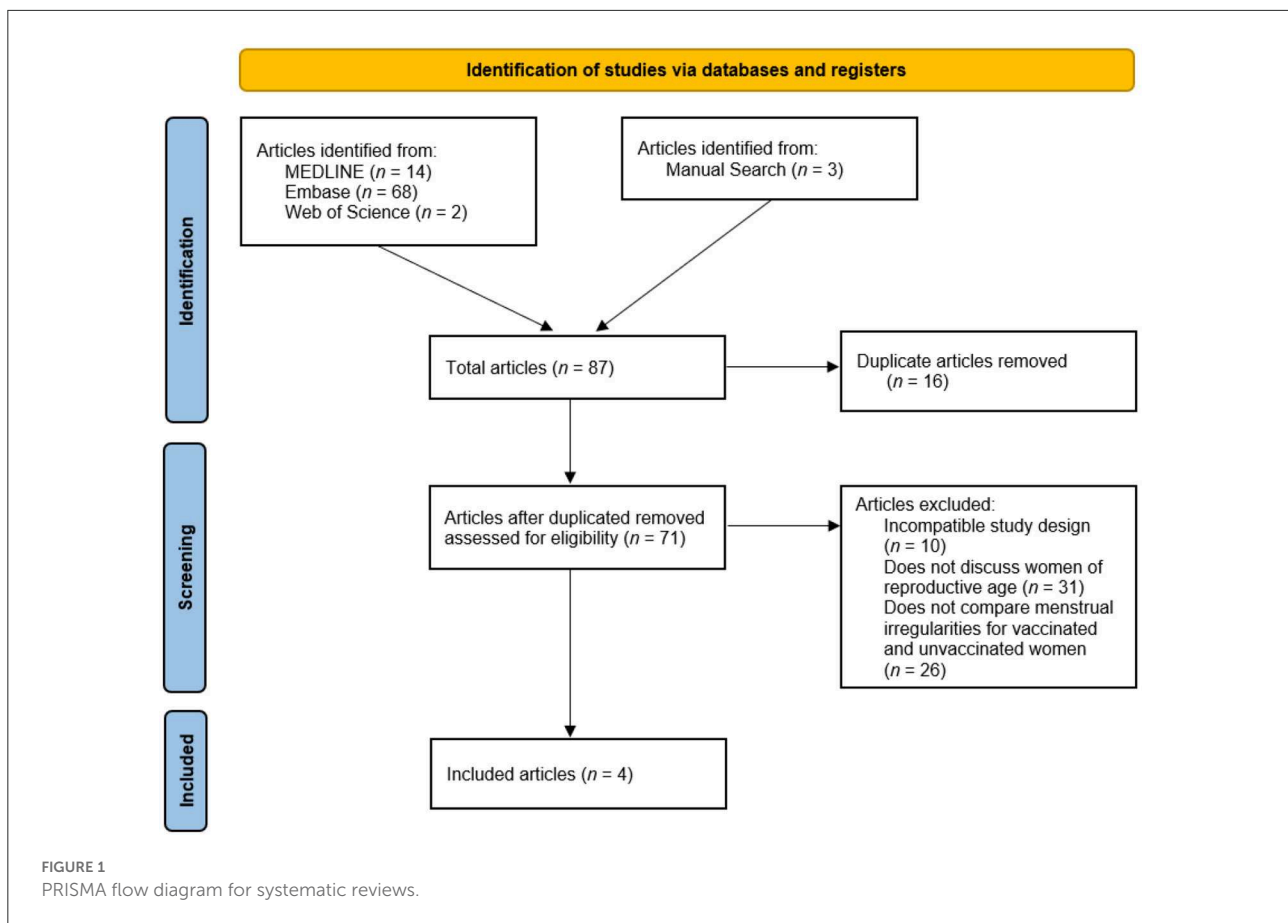 Identification of studies via databases and registers
Identification
Articles identified from:
MEDLINE (n = 14)
Embase (n = 68)
Web of Science (n = 2)
Articles identified from:
Manual Search (n = 3)
Total articles (n = 87)
Duplicate articles removed
(n = 16)
Screening
Articles after duplicated removed
assessed for eligibility (n = 71)
Articles excluded:
Incompatible study design
(n = 10)
Does not discuss women of
reproductive age (n = 31)
Does not compare menstrual
irregularities for vaccinated
and unvaccinated women
(n = 26)
Included
Included articles (n = 4)
FIGURE 1
PRISMA flow diagram for systematic reviews.